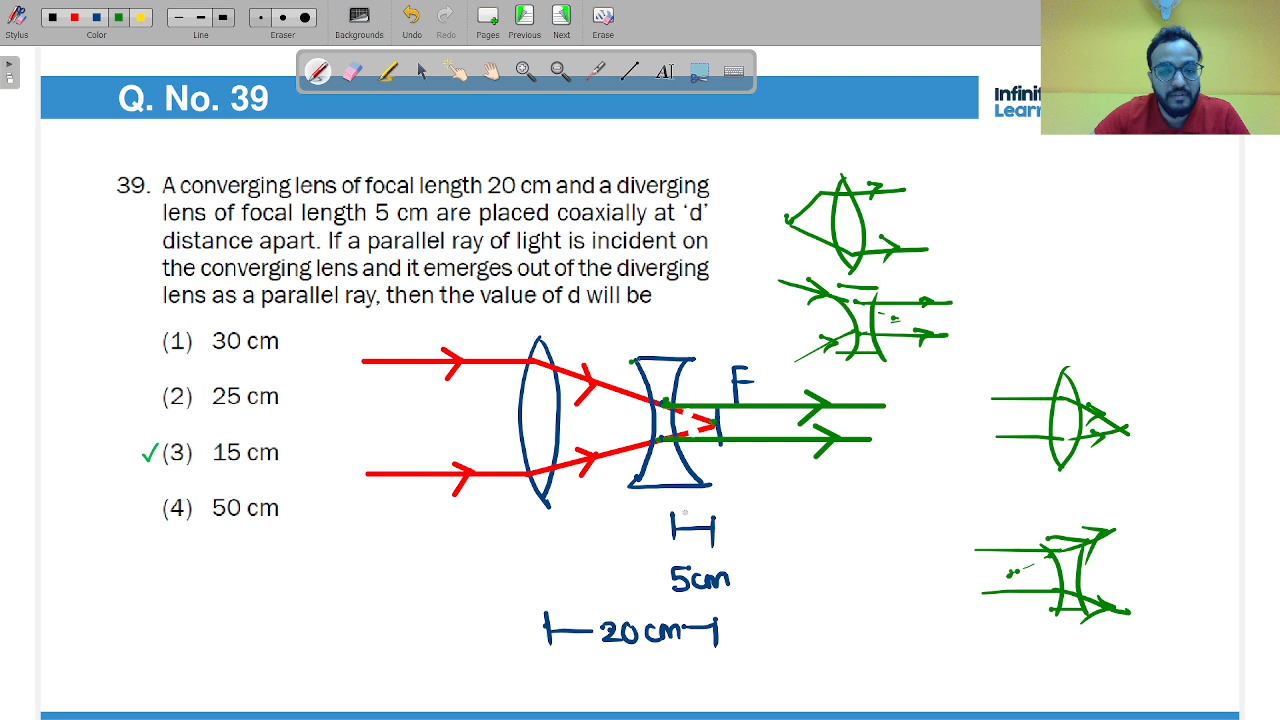 Stylus
Color
Line
Eraser
Backgrounds
Undo
Redo
Pages
Previous
Next
Erase
Q. No. 39
Infinit
Learn
39. A converging lens of focal length 20 cm and a diverging
lens of focal length 5 cm are placed coaxially at ‘d’
distance apart. If a parallel ray of light is incident on
the converging lens and it emerges out of the diverging
lens as a parallel ray, then the value of d will be
(1) 30 cm
(2) 25 cm
✓(3) 15 cm
(4) 50 cm
F
5cm
20 cm